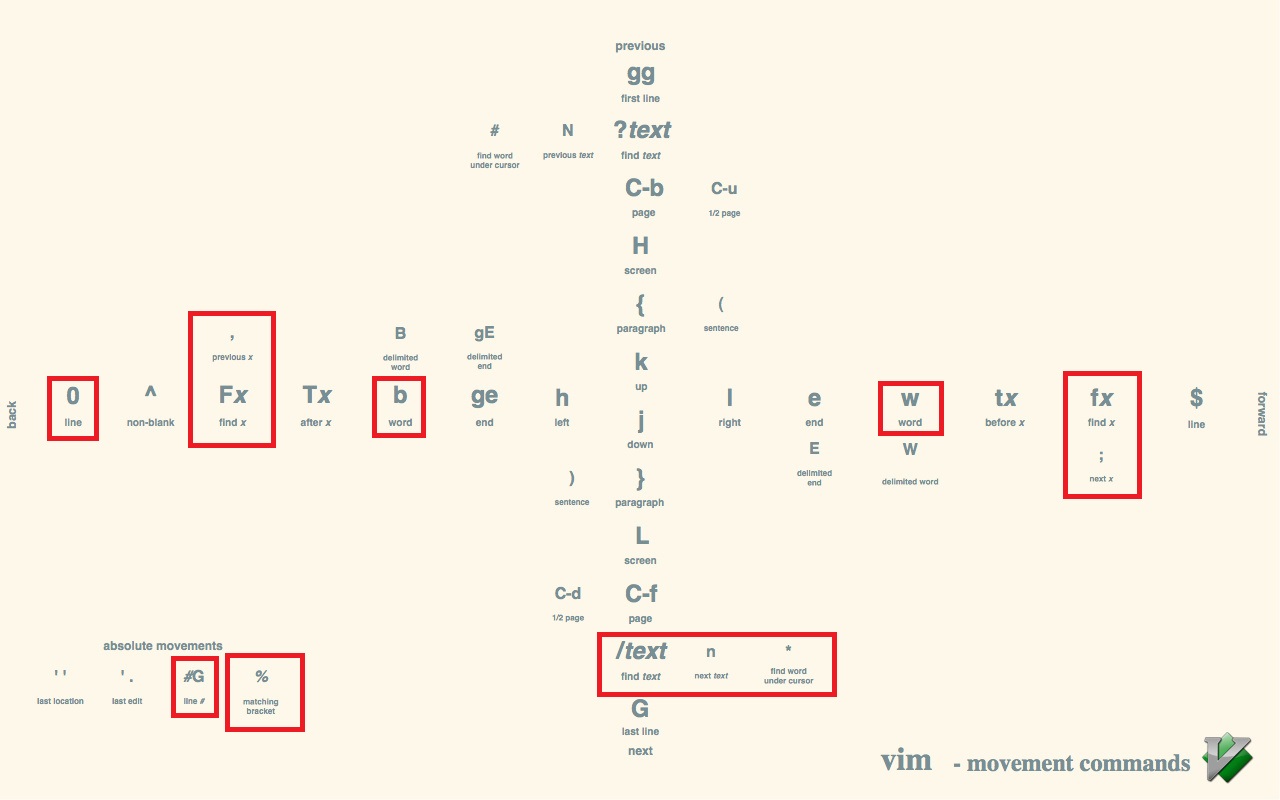 previous
gg
first line
# N ?text
find word
under cursor
previous text
find text
C-b C-u
page 1/2 page
H
screen
{ (
paragraph sentence
, B gE k
previous x
delimited
word
delimited
end
up
back 0 ^ Fx Tx b ge h l e w tx fx $ forward
line non-blank find x after x word end left right end word before x find x line
j
down
E W ;
delimited
end
delimited word
next x
) }
sentence paragraph
L
screen
C-d C-f
1/2 page page
/text n *
find text next text find word
under cursor
absolute movements
' ' ' . #G %
last location last edit line # matching
bracket
G
last line
next
vim - movement commands